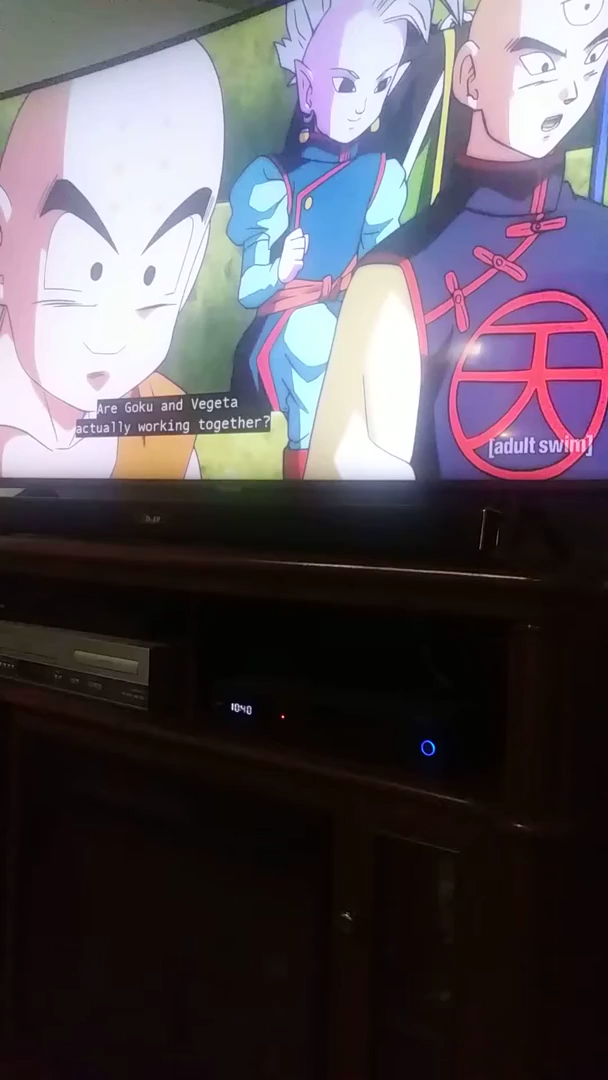 Are Goku and Vegeta
actually working together?
天
[adult swim]
1040